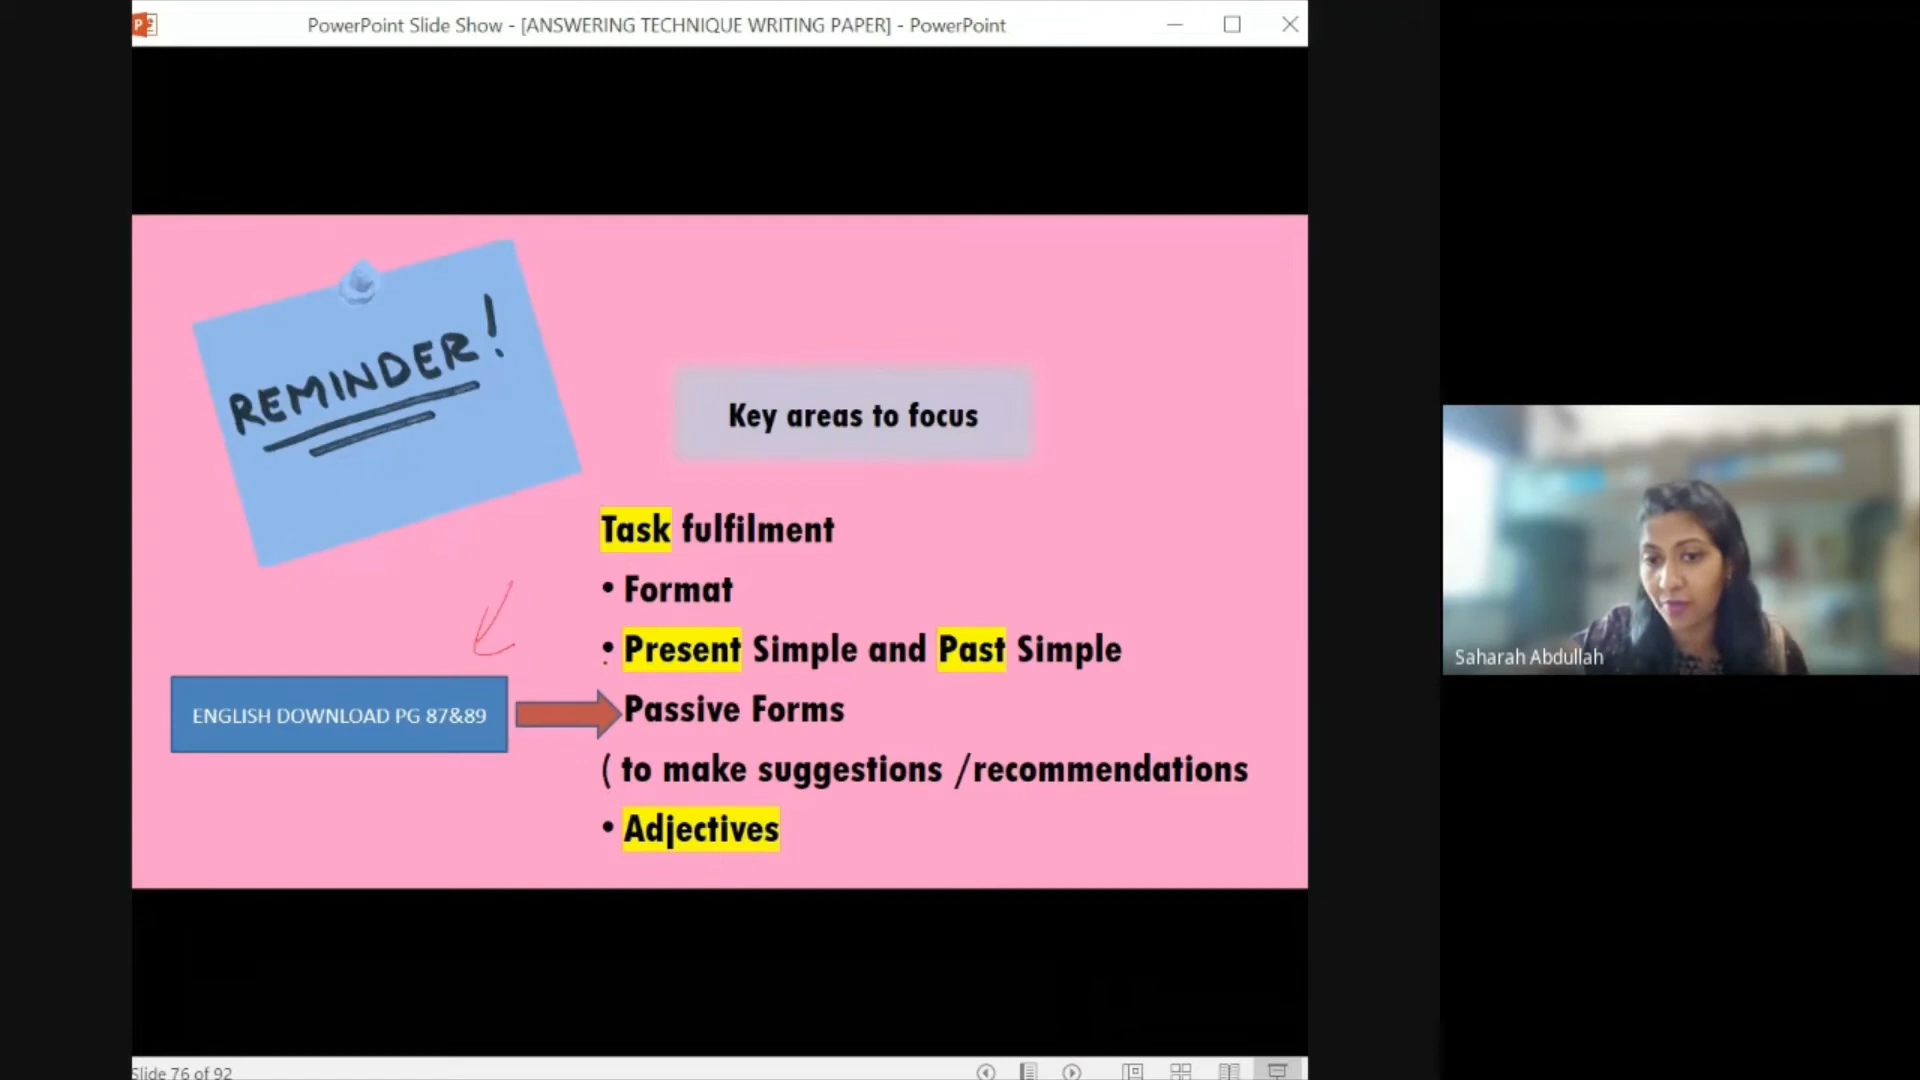 PowerPoint Slide Show - [ANSWERING TECHNIQUE WRITING PAPER] - PowerPoint
REMINDER!
Key areas to focus
Task fulfilment
• Format
• Present Simple and Past Simple
ENGLISH DOWNLOAD PG 87&89
Passive Forms
( to make suggestions /recommendations
• Adjectives
Saharah Abdullah
Slide 76 of 92